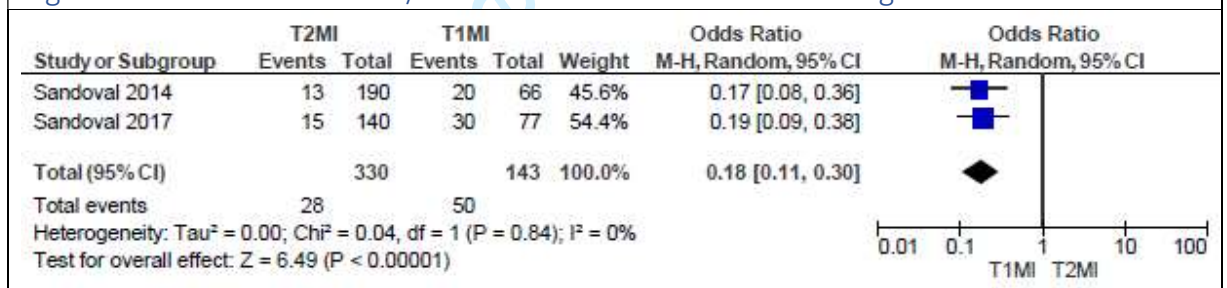 T2MI T1MI Odds Ratio Odds Ratio
Study or Subgroup Events Total Events Total Weight M-H, Random, 95% CI M-H, Random, 95% CI
Sandoval 2014 13 190 20 66 45.6% 0.17 [0.08, 0.36]
Sandoval 2017 15 140 30 77 54.4% 0.19 [0.09, 0.38]
Total (95% CI) 330 143 100.0% 0.18 [0.11, 0.30]
Total events 28 50
Heterogeneity: Tau² = 0.00; Chi² = 0.04, df = 1 (P = 0.84); I² = 0%
Test for overall effect: Z = 6.49 (P < 0.00001)
0.01 0.1 1 10 100
T1MI T2MI